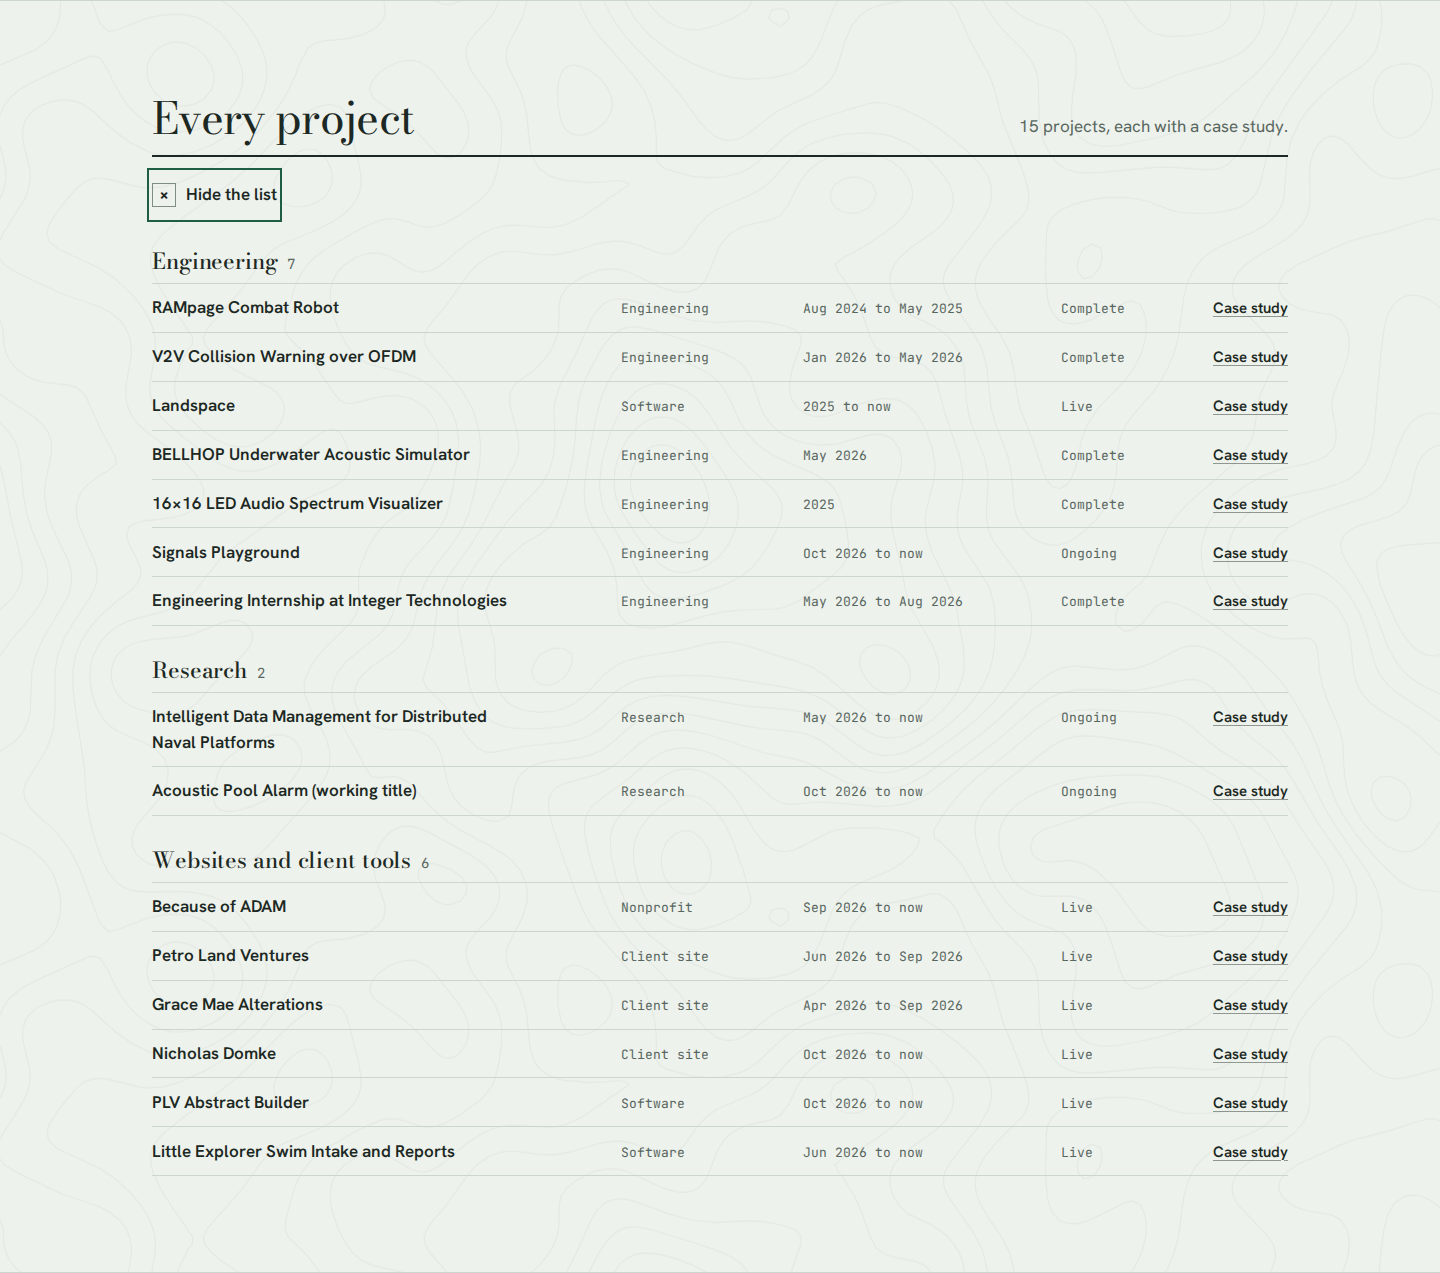 Every project
15 projects, each with a case study.
× Hide the list
Engineering 7
RAMpage Combat Robot Engineering Aug 2024 to May 2025 Complete Case study
V2V Collision Warning over OFDM Engineering Jan 2026 to May 2026 Complete Case study
Landspace Software 2025 to now Live Case study
BELLHOP Underwater Acoustic Simulator Engineering May 2026 Complete Case study
16×16 LED Audio Spectrum Visualizer Engineering 2025 Complete Case study
Signals Playground Engineering Oct 2026 to now Ongoing Case study
Engineering Internship at Integer Technologies Engineering May 2026 to Aug 2026 Complete Case study
Research 2
Intelligent Data Management for Distributed Research May 2026 to now Ongoing Case study
Naval Platforms
Acoustic Pool Alarm (working title) Research Oct 2026 to now Ongoing Case study
Websites and client tools 6
Because of ADAM Nonprofit Sep 2026 to now Live Case study
Petro Land Ventures Client site Jun 2026 to Sep 2026 Live Case study
Grace Mae Alterations Client site Apr 2026 to Sep 2026 Live Case study
Nicholas Domke Client site Oct 2026 to now Live Case study
PLV Abstract Builder Software Oct 2026 to now Live Case study
Little Explorer Swim Intake and Reports Software Jun 2026 to now Live Case study